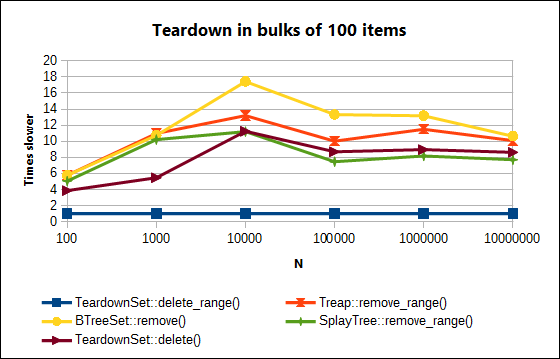 Teardown in bulks of 100 items
20
18
16
14
12
10
8
6
4
2
0
Times slower
100 1000 10000 100000 1000000 10000000
N
TeardownSet::delete_range() Treap::remove_range()
BTreeSet::remove() SplayTree::remove_range()
TeardownSet::delete()